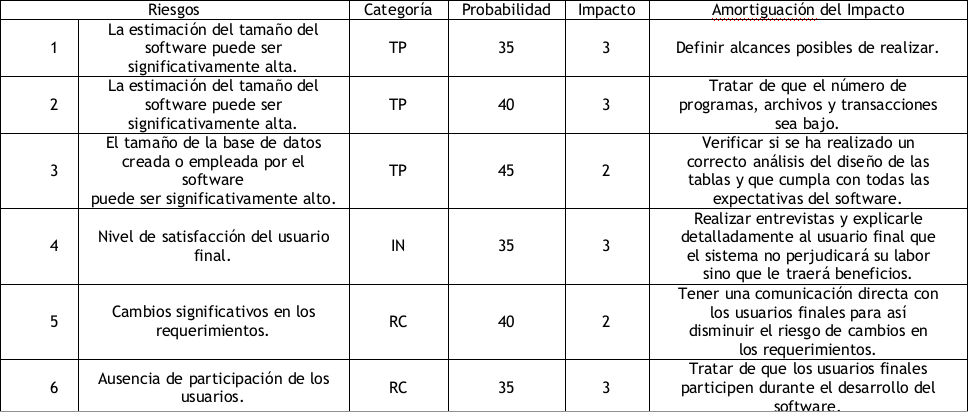 Riesgos Categoría Probabilidad Impacto Amortiguación del Impacto
1
La estimación del tamaño del
software puede ser
significativamente alta.
TP
35
3
Definir alcances posibles de realizar.
2
La estimación del tamaño del
software puede ser
significativamente alta.
TP
40
3
Tratar de que el número de
programas, archivos y transacciones
sea bajo.
3
El tamaño de la base de datos
creada o empleada por el
software
puede ser significativamente alto.
TP
45
2
Verificar si se ha realizado un
correcto análisis del diseño de las
tablas y que cumpla con todas las
expectativas del software.
4
Nivel de satisfacción del usuario
final.
IN
35
3
Realizar entrevistas y explicarle
detalladamente al usuario final que
el sistema no perjudicará su labor
sino que le traerá beneficios.
5
Cambios significativos en los
requerimientos.
RC
40
2
Tener una comunicación directa con
los usuarios finales para así
disminuir el riesgo de cambios en
los requerimientos.
6
Ausencia de participación de los
usuarios.
RC
35
3
Tratar de que los usuarios finales
participen durante el desarrollo del
software.